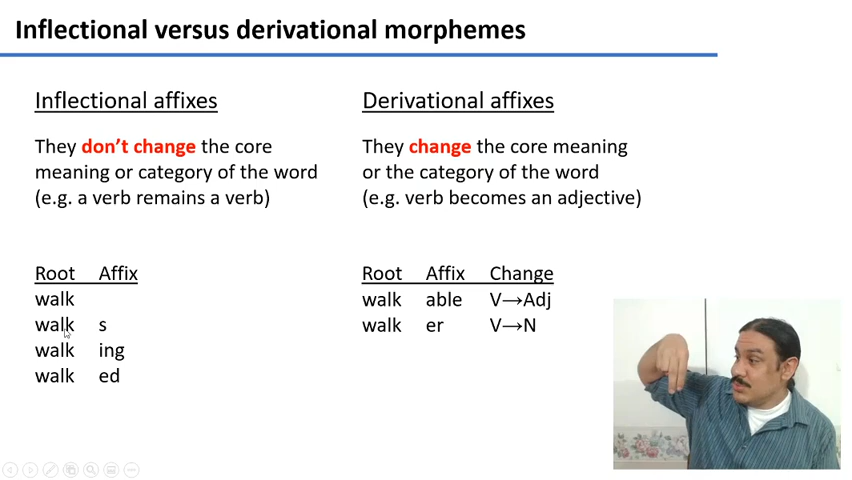 Inflectional versus derivational morphemes
Inflectional affixes
They don't change the core
meaning or category of the word
(e.g. a verb remains a verb)
Root Affix
walk
walk s
walk ing
walk ed
Derivational affixes
They change the core meaning
or the category of the word
(e.g. verb becomes an adjective)
Root Affix Change
walk able V→Adj
walk er V→N